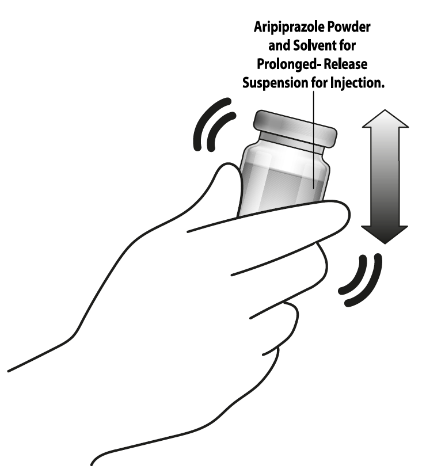 Aripiprazole Powder
and Solvent for
Prolonged- Release
Suspension for Injection.